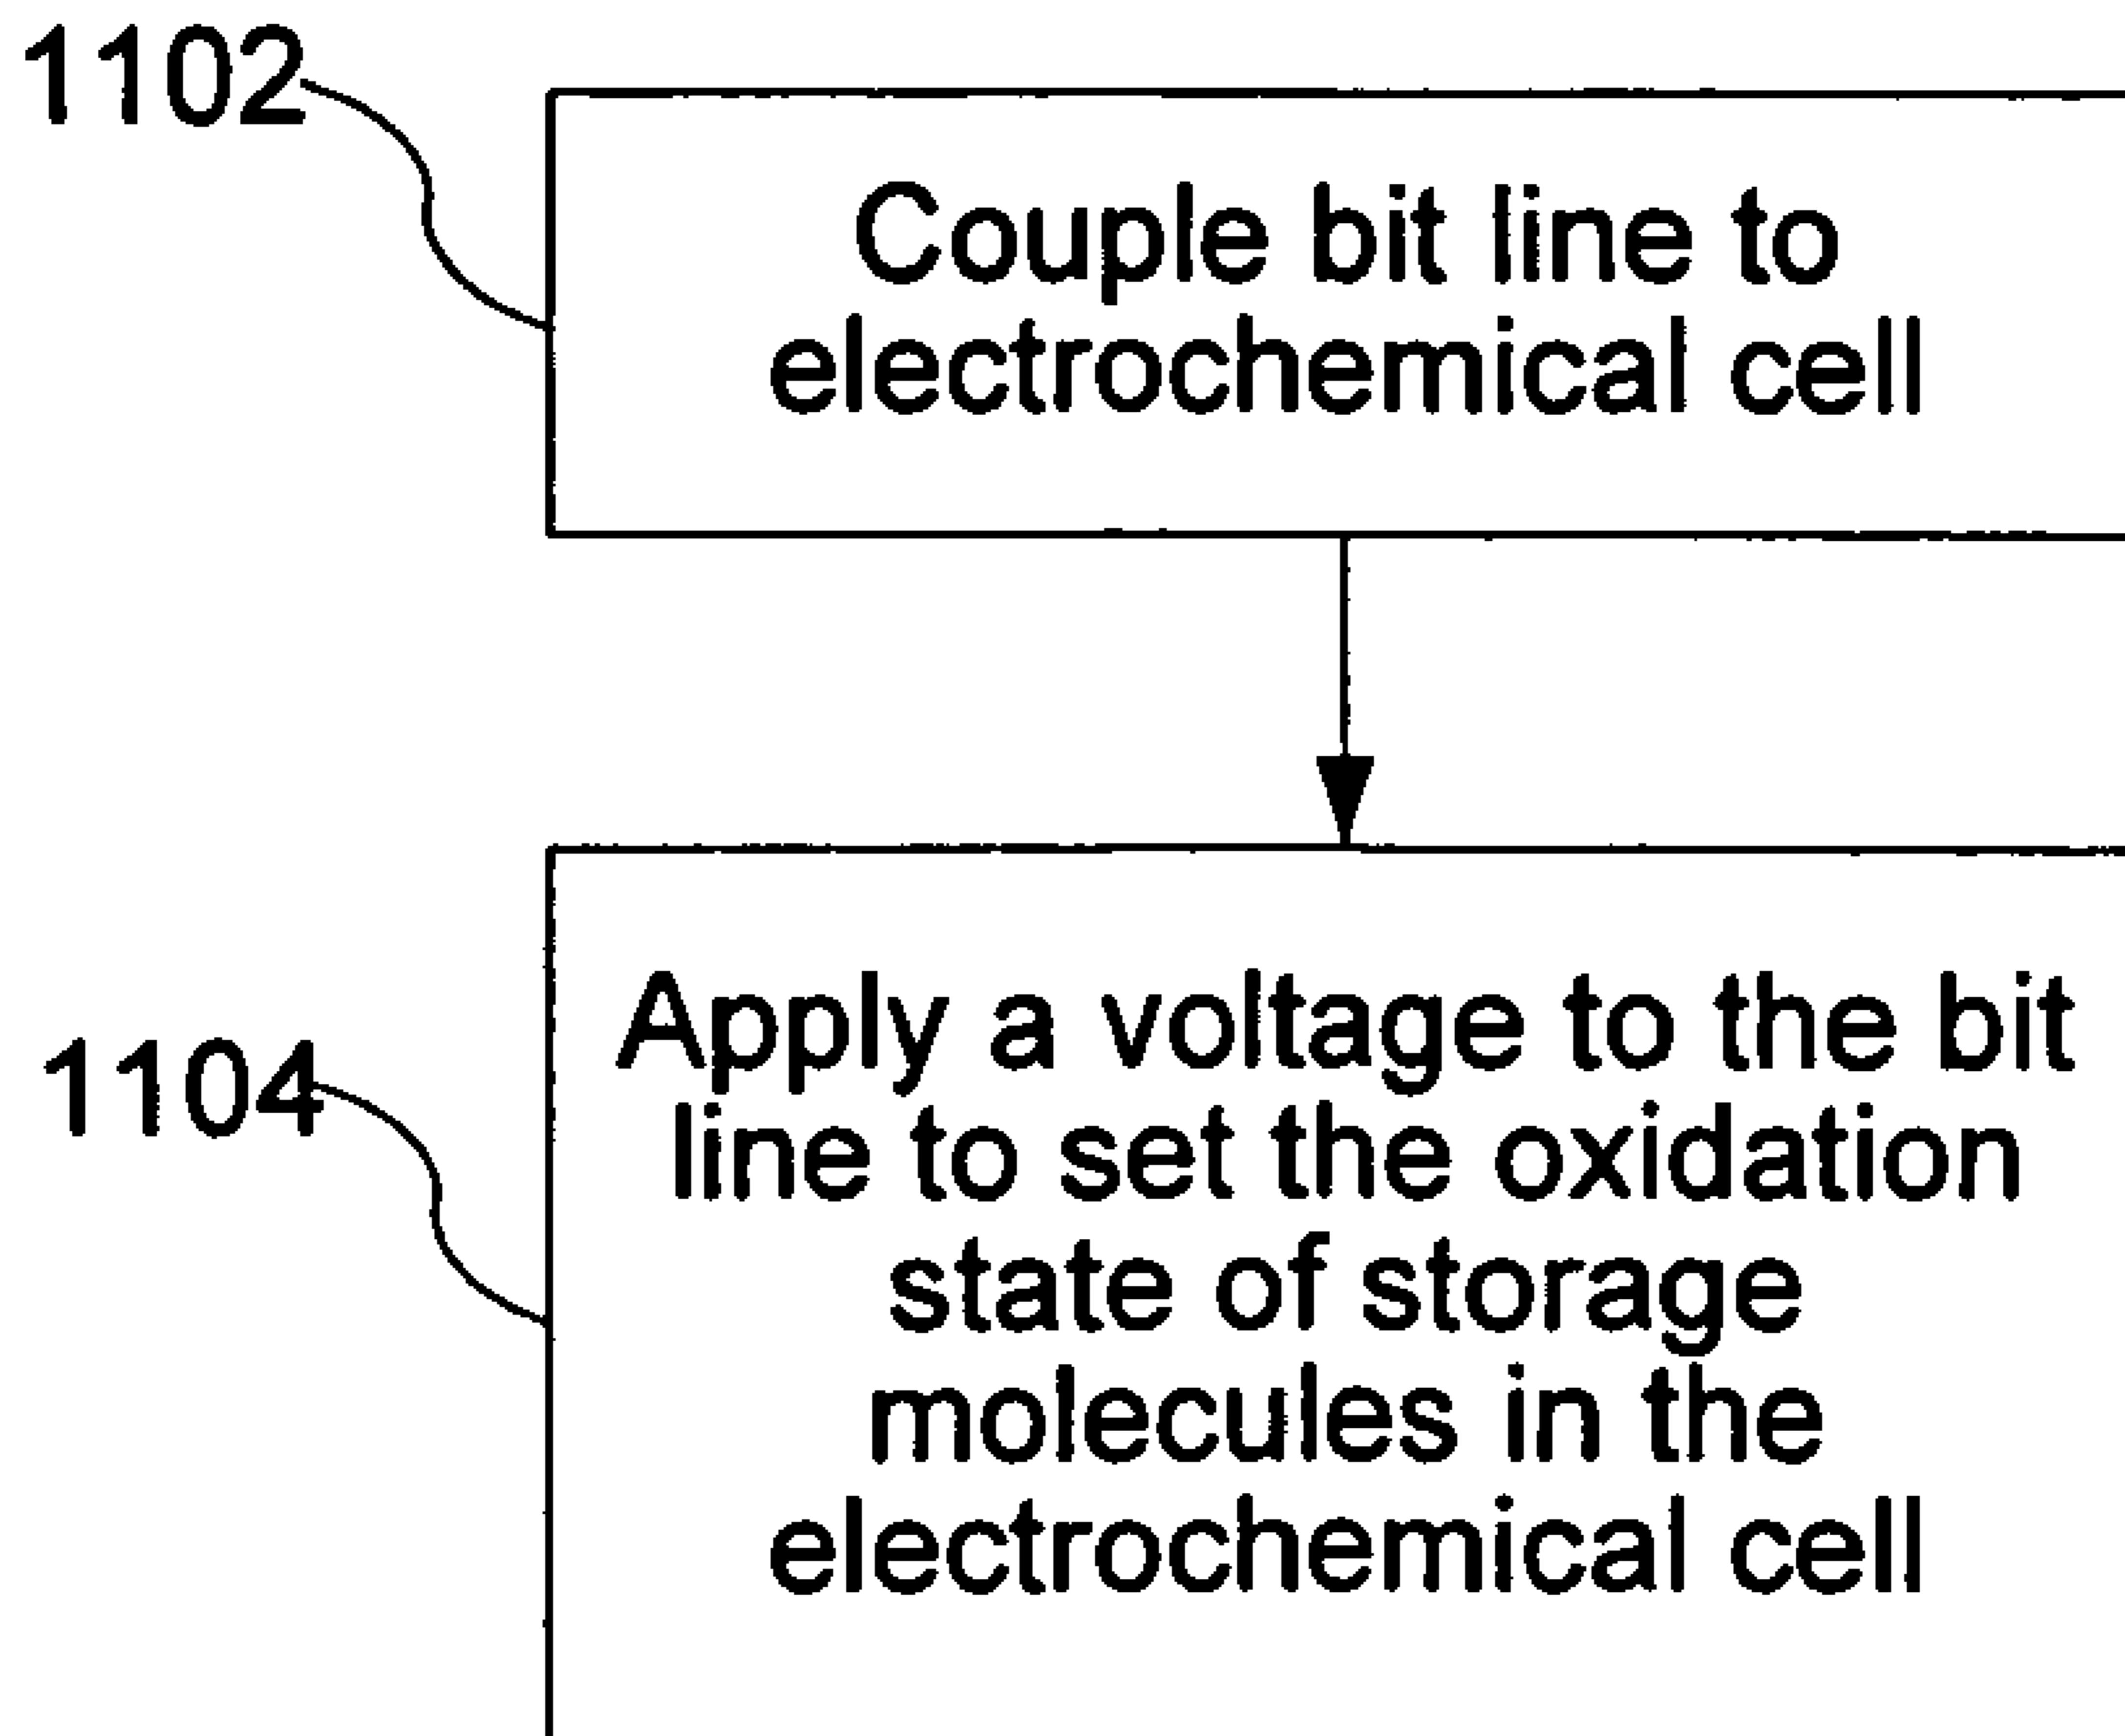 1102
Couple bit line to
electrochemical cell
1104
Apply a voltage to the bit
line to set the oxidation
state of storage
molecules in the
electrochemical cell